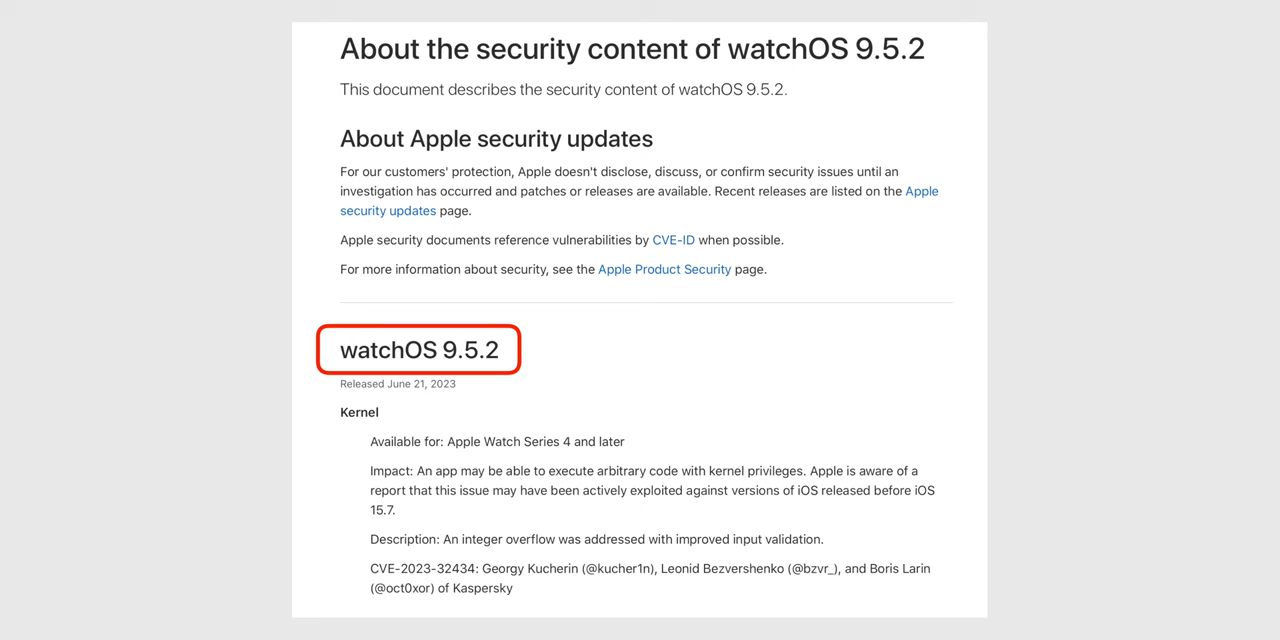 About the security content of watchOS 9.5.2
This document describes the security content of watchOS 9.5.2.
About Apple security updates
For our customers' protection, Apple doesn't disclose, discuss, or confirm security issues until an
investigation has occurred and patches or releases are available. Recent releases are listed on the Apple
security updates page.
Apple security documents reference vulnerabilities by CVE-ID when possible.
For more information about security, see the Apple Product Security page.
watchOS 9.5.2
Released June 21, 2023
Kernel
Available for: Apple Watch Series 4 and later
Impact: An app may be able to execute arbitrary code with kernel privileges. Apple is aware of a
report that this issue may have been actively exploited against versions of iOS released before iOS
15.7.
Description: An integer overflow was addressed with improved input validation.
CVE-2023-32434: Georgy Kucherin (@kucher1n), Leonid Bezvershenko (@bzvr_), and Boris Larin
(@oct0xor) of Kaspersky